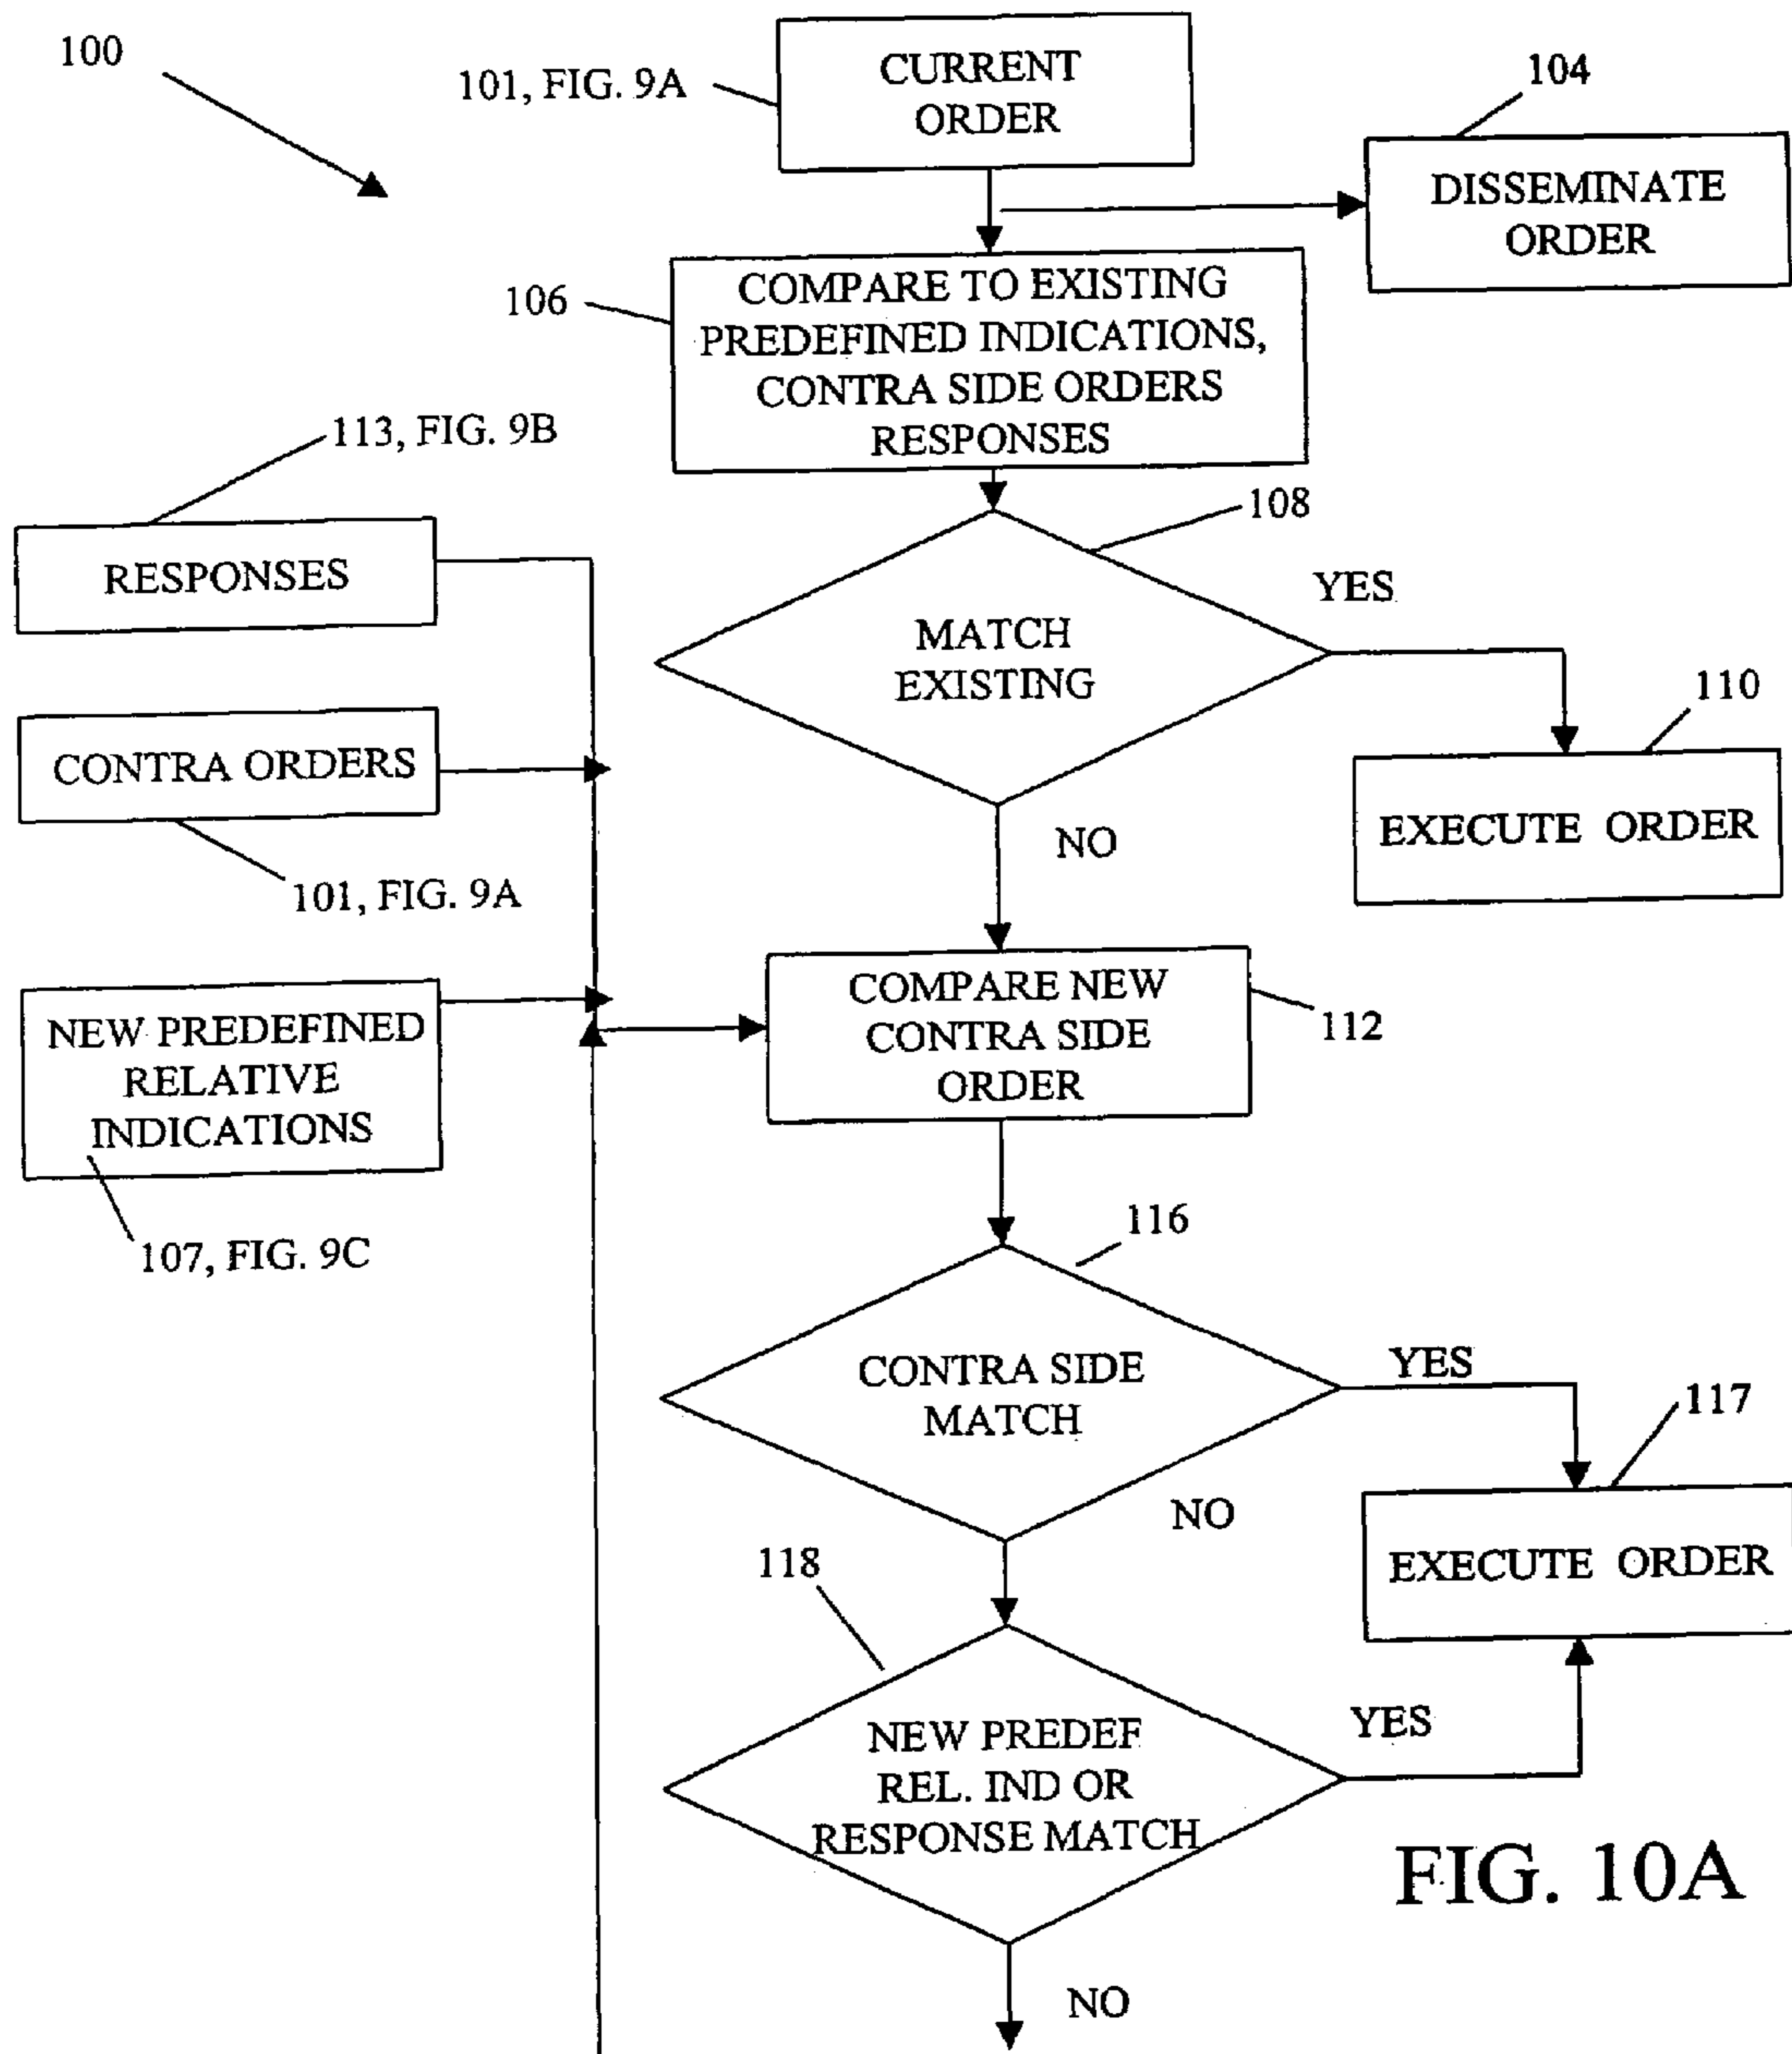 100
101, FIG. 9A
CURRENT
ORDER
104
DISSEMINATE
ORDER
106
COMPARE TO EXISTING
PREDEFINED INDICATIONS,
CONTRA SIDE ORDERS
RESPONSES
113, FIG. 9B
RESPONSES
108
MATCH
EXISTING
YES
110
EXECUTE ORDER
CONTRA ORDERS
101, FIG. 9A
NO
NEW PREDEFINED
RELATIVE
INDICATIONS
107, FIG. 9C
COMPARE NEW
CONTRA SIDE
ORDER
112
116
CONTRA SIDE
MATCH
YES
117
EXECUTE ORDER
NO
118
NEW PREDEF
REL. IND OR
RESPONSE MATCH
YES
NO
FIG. 10A